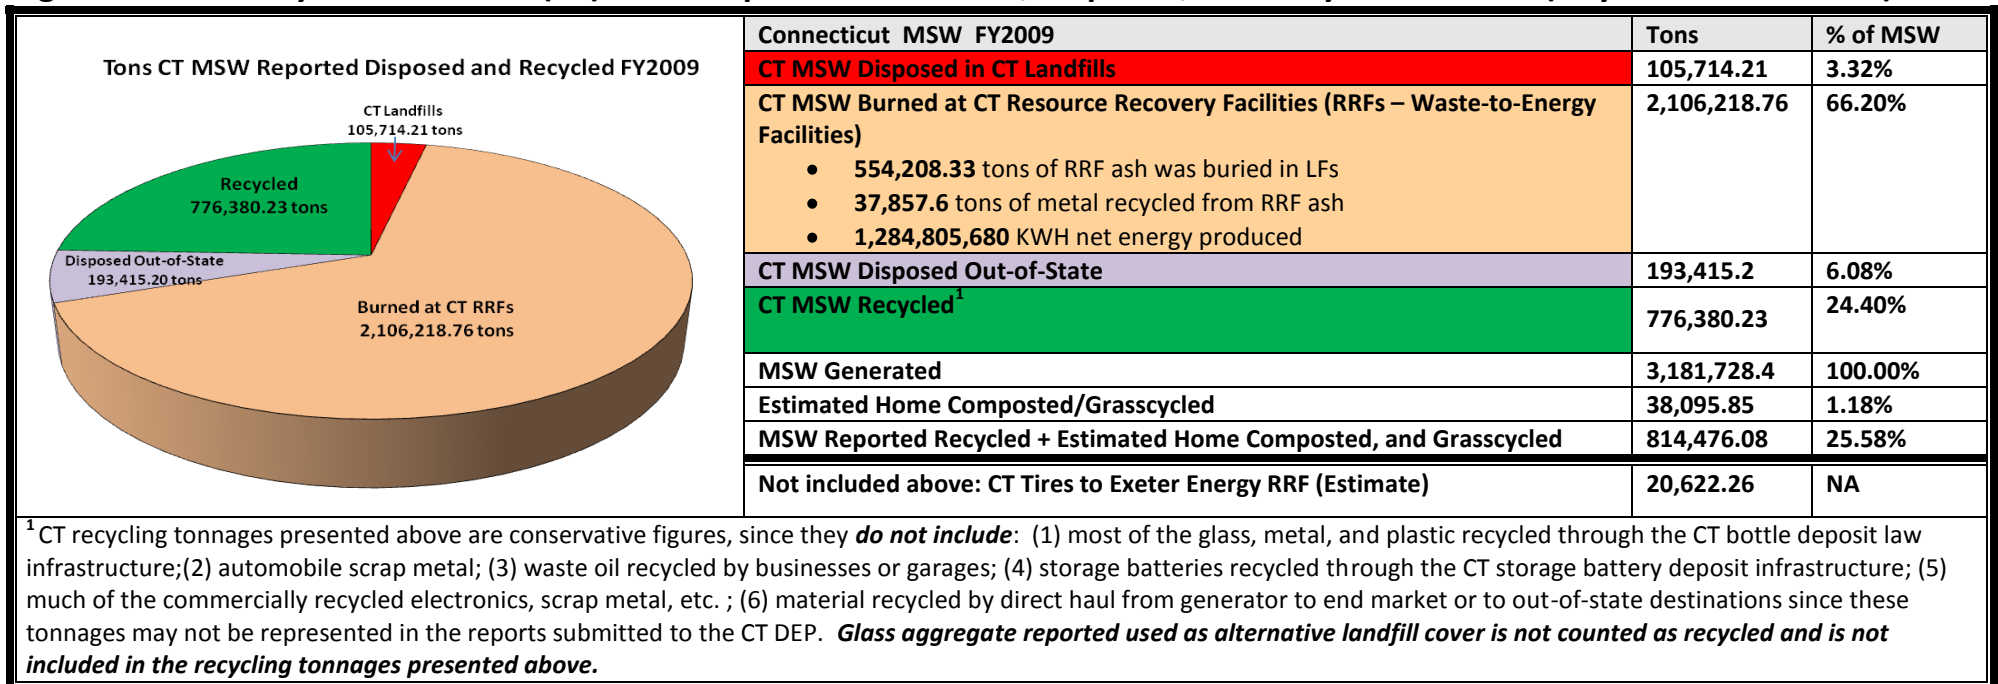 Tons CT MSW Reported Disposed and Recycled FY2009
CT Landfills
105,714.21 tons
Recycled
776,380.23 tons
Disposed Out-of-State
193,415.20 tons
Burned at CT RRFs
2,106,218.76 tons
Connecticut MSW FY2009 Tons % of MSW
CT MSW Disposed in CT Landfills 105,714.21 3.32%
CT MSW Burned at CT Resource Recovery Facilities (RRFs – Waste-to-Energy 2,106,218.76 66.20%
Facilities)
• 554,208.33 tons of RRF ash was buried in LFs
• 37,857.6 tons of metal recycled from RRF ash
• 1,284,805,680 KWH net energy produced
CT MSW Disposed Out-of-State 193,415.2 6.08%
CT MSW Recycled1 776,380.23 24.40%
MSW Generated 3,181,728.4 100.00%
Estimated Home Composted/Grasscycled 38,095.85 1.18%
MSW Reported Recycled + Estimated Home Composted, and Grasscycled 814,476.08 25.58%
Not included above: CT Tires to Exeter Energy RRF (Estimate) 20,622.26 NA
1 CT recycling tonnages presented above are conservative figures, since they do not include: (1) most of the glass, metal, and plastic recycled through the CT bottle deposit law
infrastructure;(2) automobile scrap metal; (3) waste oil recycled by businesses or garages; (4) storage batteries recycled through the CT storage battery deposit infrastructure; (5)
much of the commercially recycled electronics, scrap metal, etc. ; (6) material recycled by direct haul from generator to end market or to out-of-state destinations since these
tonnages may not be represented in the reports submitted to the CT DEP. Glass aggregate reported used as alternative landfill cover is not counted as recycled and is not
included in the recycling tonnages presented above.